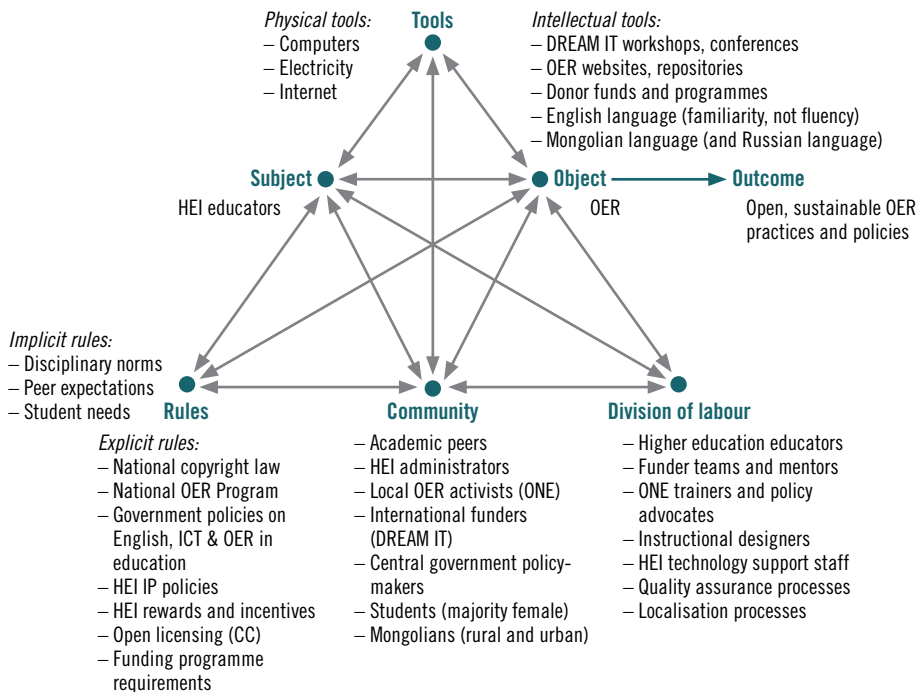 Physical tools:
– Computers
– Electricity
– Internet
Tools
Intellectual tools:
– DREAM IT workshops, conferences
– OER websites, repositories
– Donor funds and programmes
– English language (familiarity, not fluency)
– Mongolian language (and Russian language)
Subject
HEI educators
Object
OER
Outcome
Open, sustainable OER
practices and policies
Implicit rules:
– Disciplinary norms
– Peer expectations
– Student needs
Rules
Explicit rules:
– National copyright law
– National OER Program
– Government policies on
English, ICT & OER in
education
– HEI IP policies
– HEI rewards and incentives
– Open licensing (CC)
– Funding programme
requirements
Community
– Academic peers
– HEI administrators
– Local OER activists (ONE)
– International funders
(DREAM IT)
– Central government policy-
makers
– Students (majority female)
– Mongolians (rural and urban)
Division of labour
– Higher education educators
– Funder teams and mentors
– ONE trainers and policy
advocates
– Instructional designers
– HEI technology support staff
– Quality assurance processes
– Localisation processes